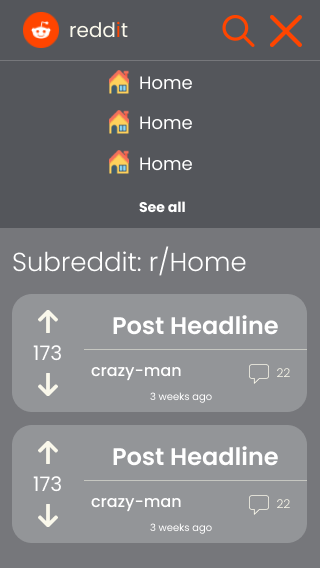 reddit
Home
Home
Home
See all
Subreddit: r/Home
Post Headline
173
crazy-man
22
3 weeks ago
Post Headline
173
crazy-man
22
3 weeks ago